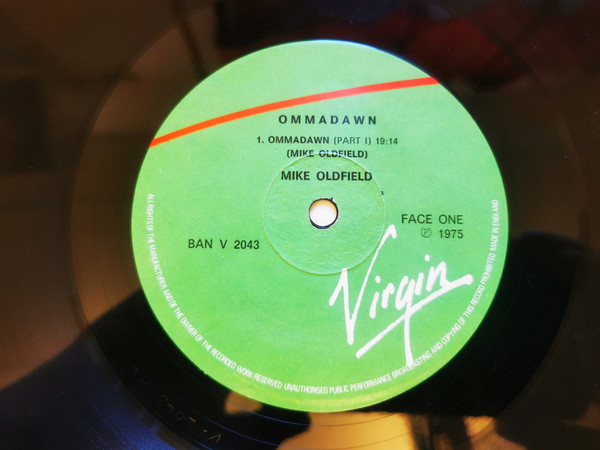 OMMADAWN
1. OMMADAWN (PART I) 19:14
(MIKE OLDFIELD)
MIKE OLDFIELD
BAN V 2043
FACE ONE
℗ 1975
Virgin
ALL RIGHTS OF THE MANUFACTURER AND OF THE OWNER OF THE RECORDED WORK RESERVED UNAUTHORISED PUBLIC PERFORMANCE BROADCASTING AND COPYING OF THIS RECORD PROHIBITED MADE IN ENGLAND